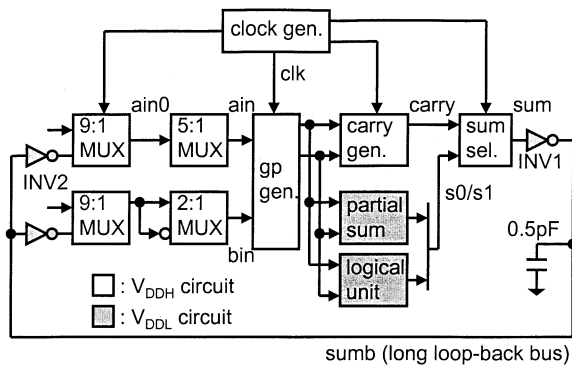 clock gen.
clk
ain0
ain
carry
sum
9:1
MUX
5:1
MUX
gp
gen.
carry
gen.
sum
sel.
INV2
INV1
9:1
MUX
2:1
MUX
bin
partial
sum
s0/s1
logical
unit
0.5pF
: VDDH circuit
: VDDL circuit
sumb (long loop-back bus)